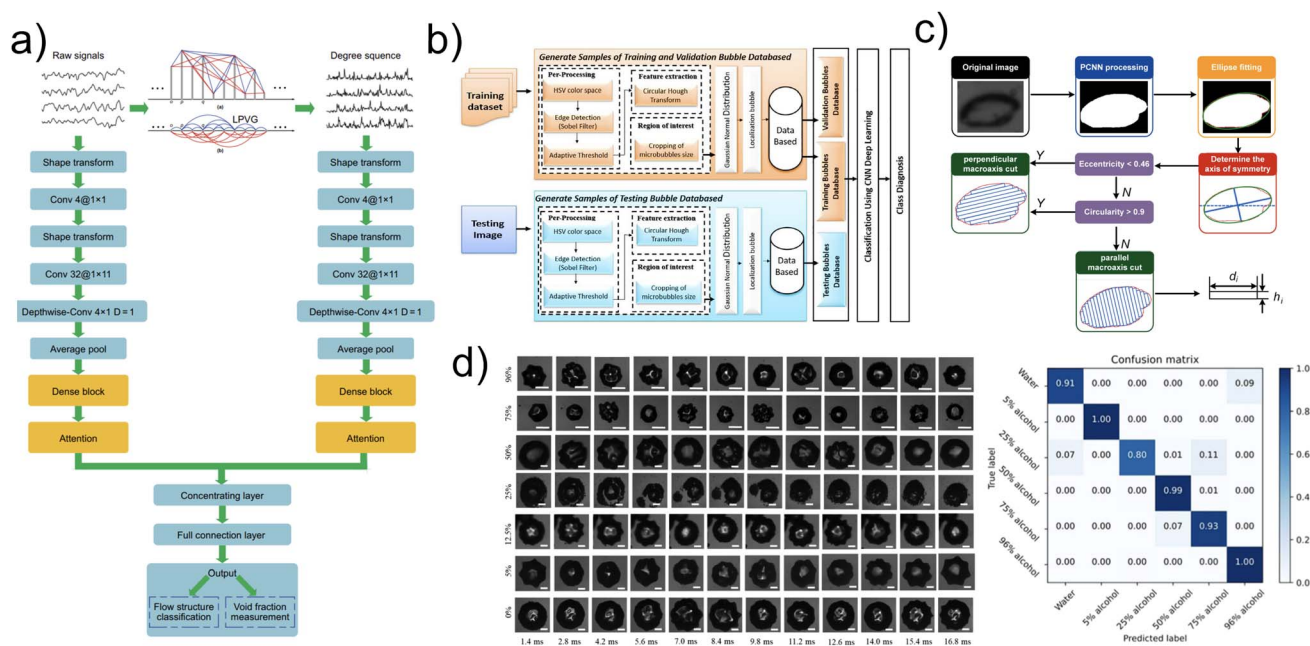 a)
Raw signals
Degree squence
LPVG
(a)
(b)
Shape transform
Conv 4@1×1
Shape transform
Conv 32@1×11
Depthwise-Conv 4×1 D = 1
Average pool
Dense block
Attention
Shape transform
Conv 4@1×1
Shape transform
Conv 32@1×11
Depthwise-Conv 4×1 D = 1
Average pool
Dense block
Attention
Concentrating layer
Full connection layer
Output
Flow structure
classification
Void fraction
measurement
b)
Training
dataset
Generate Samples of Training and Validation Bubble Databased
Per-Processing
HSV color space
Edge Detection
(Sobel Filter)
Adaptive Threshold
Feature extraction
Circular Hough
Transform
Region of interest
Cropping of
microbubbles size
Gaussian Normal Distribution
Localization bubble
Data
Based
Testing
Image
Generate Samples of Testing Bubble Databased
Per-Processing
HSV color space
Edge Detection
(Sobel Filter)
Adaptive Threshold
Feature extraction
Circular Hough
Transform
Region of interest
Cropping of
microbubbles size
Gaussian Normal Distribution
Localization bubble
Data
Based
Validation Bubbles
Database
Training Bubbles
Database
Testing Bubbles
Database
Classification Using CNN Deep Learning
Class Diagnosis
c)
Original image
PCNN processing
Ellipse fitting
perpendicular
macroaxis cut
Y
Eccentricity < 0.46
Determine the
axis of symmetry
N
Y
Circularity > 0.9
N
parallel
macroaxis cut
di
hi
d)
96%
75%
50%
25%
12.5%
5%
0%
1.4 ms 2.8 ms 4.2 ms 5.6 ms 7.0 ms 8.4 ms 9.8 ms 11.2 ms 12.6 ms 14.0 ms 15.4 ms 16.8 ms
Confusion matrix
True label
Water 0.91 0.00 0.00 0.00 0.00 0.09
5% alcohol 0.00 1.00 0.00 0.00 0.00 0.00
25% alcohol 0.07 0.00 0.80 0.01 0.11 0.00
50% alcohol 0.00 0.00 0.00 0.99 0.01 0.00
75% alcohol 0.00 0.00 0.00 0.07 0.93 0.00
96% alcohol 0.00 0.00 0.00 0.00 0.00 1.00
Water 5% alcohol 25% alcohol 50% alcohol 75% alcohol 96% alcohol
Predicted label
1.0
0.8
0.6
0.4
0.2
0.0